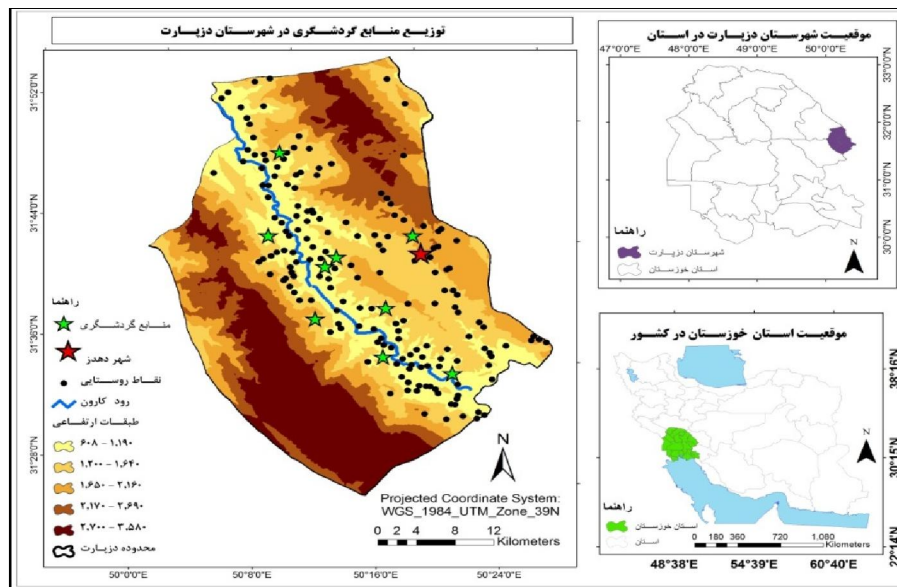 توزیع منابع گردشگری در شهرستان دزپارت
31°52'0"N
31°44'0"N
31°36'0"N
31°28'0"N
راهنما
منابع گردشگری
شهر دهدز
نقاط روستایی
رود کارون
طبقات ارتفاعی
۶۰۸ - ۱,۱۹۰
۱,۲۰۰ - ۱,۶۴۰
۱,۶۵۰ - ۲,۱۶۰
۲,۱۷۰ - ۲,۶۹۰
۲,۷۰۰ - ۳,۵۸۰
محدوده دزپارت
N
Projected Coordinate System:
WGS_1984_UTM_Zone_39N
0 2 4 8 12
Kilometers
50°0'0"E 50°8'0"E 50°16'0"E 50°24'0"E
موقعیت شهرستان دزپارت در استان
47°0'0"E 48°0'0"E 49°0'0"E 50°0'0"E
33°0'0"N
32°0'0"N
31°0'0"N
30°0'0"N
راهنما
شهرستان دزپارت
استان خوزستان
N
موقعیت استان خوزستان در کشور
38°16'N
30°15'N
22°14'N
N
راهنما
استان خوزستان
استان
0 180 360 720 1,080
Kilometers
48°38'E 54°39'E 60°40'E